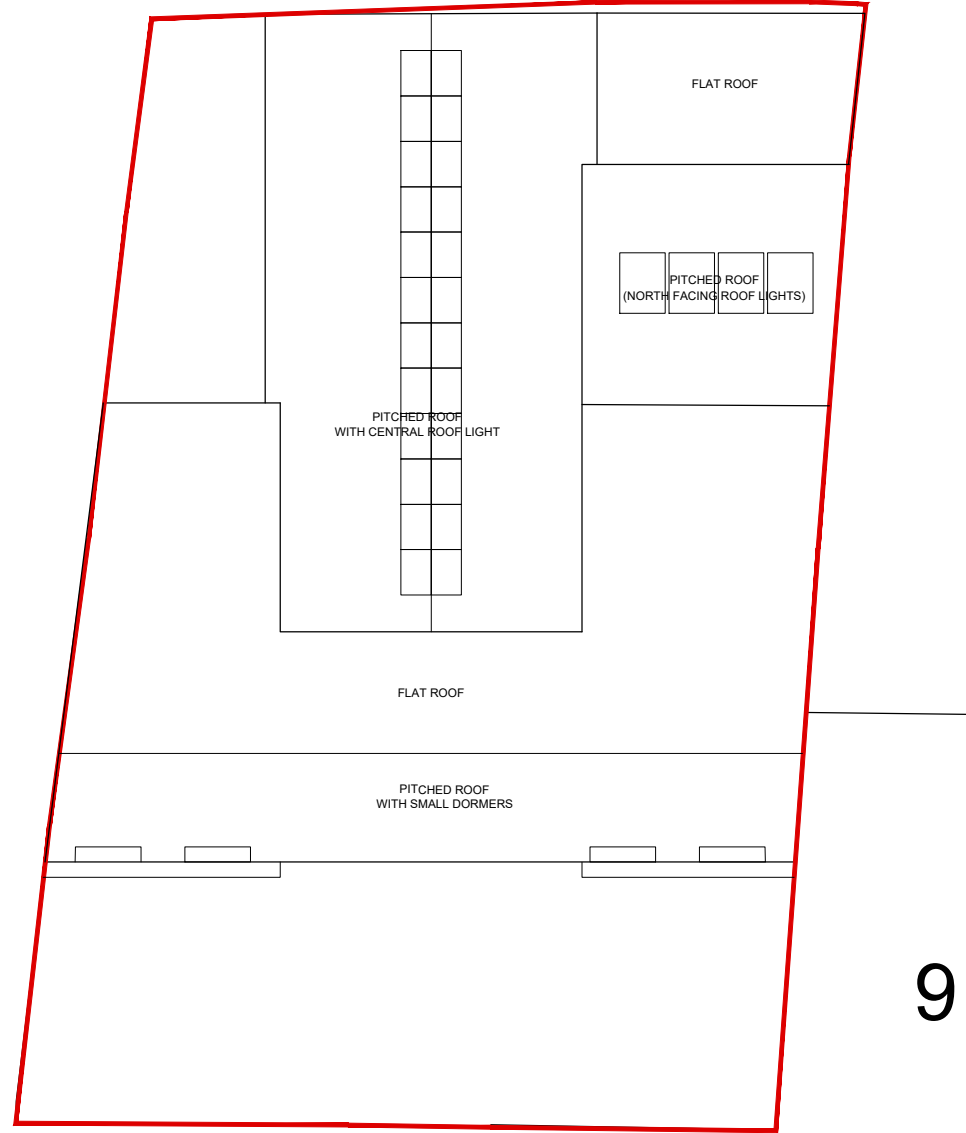 FLAT ROOF
PITCHED ROOF
(NORTH FACING ROOF LIGHTS)
PITCHED ROOF
WITH CENTRAL ROOF LIGHT
FLAT ROOF
PITCHED ROOF
WITH SMALL DORMERS
9